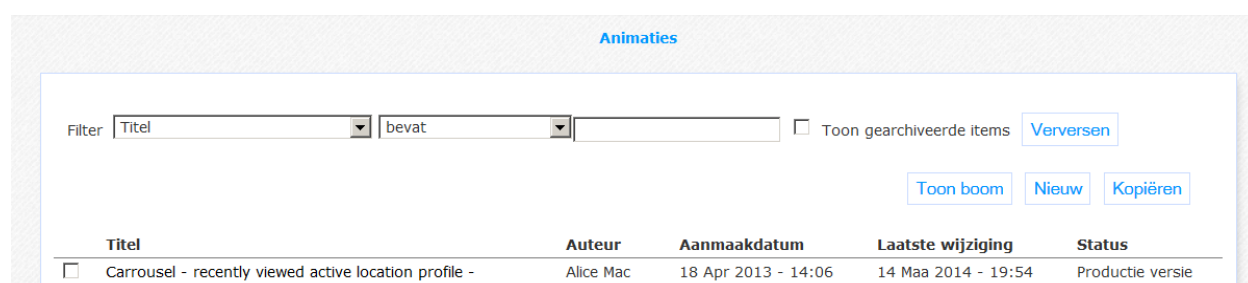 Animaties
Filter Titel bevat Toon gearchiveerde items Verversen
Toon boom Nieuw Kopiëren
Titel Auteur Aanmaakdatum Laatste wijziging Status
Carrousel - recently viewed active location profile - Alice Mac 18 Apr 2013 - 14:06 14 Maa 2014 - 19:54 Productie versie